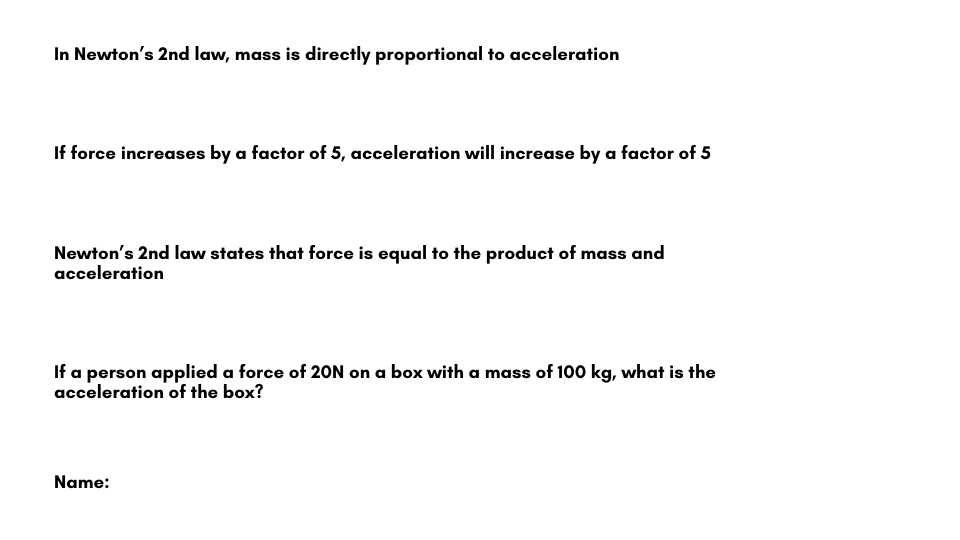 In Newton’s 2nd law, mass is directly proportional to acceleration
If force increases by a factor of 5, acceleration will increase by a factor of 5
Newton’s 2nd law states that force is equal to the product of mass and
acceleration
If a person applied a force of 20N on a box with a mass of 100 kg, what is the
acceleration of the box?
Name: